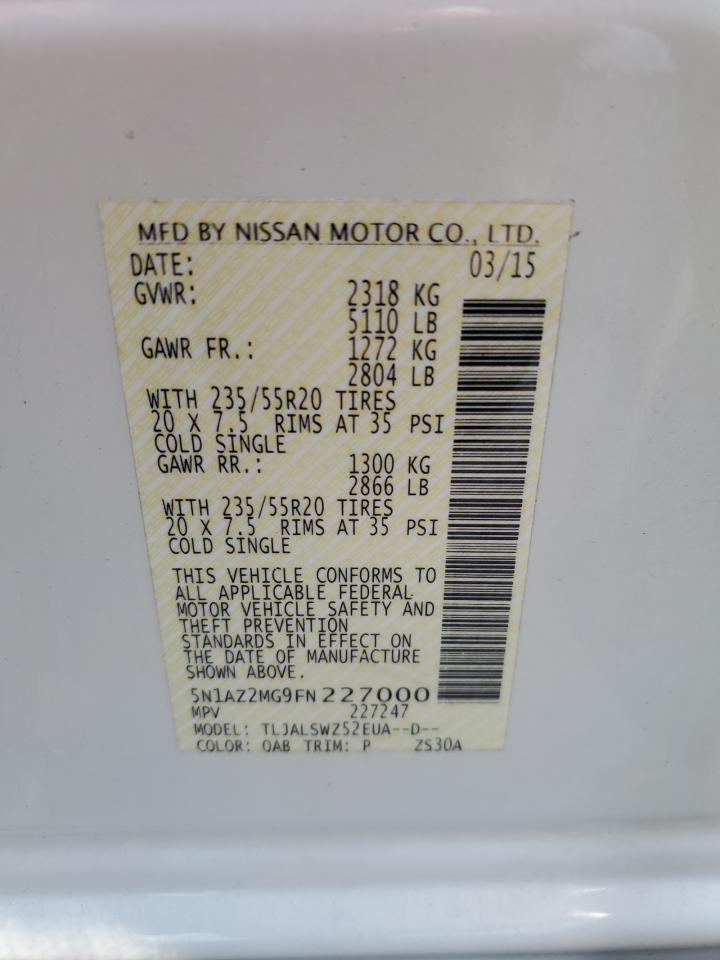 MFD BY NISSAN MOTOR CO., LTD.
DATE: 03/15
GVWR: 2318 KG
5110 LB
GAWR FR.: 1272 KG
2804 LB
WITH 235/55R20 TIRES
20 X 7.5 RIMS AT 35 PSI
COLD SINGLE
GAWR RR.: 1300 KG
2866 LB
WITH 235/55R20 TIRES
20 X 7.5 RIMS AT 35 PSI
COLD SINGLE
THIS VEHICLE CONFORMS TO
ALL APPLICABLE FEDERAL
MOTOR VEHICLE SAFETY AND
THEFT PREVENTION
STANDARDS IN EFFECT ON
THE DATE OF MANUFACTURE
SHOWN ABOVE.
5N1AZ2MG9FN227000
MPV 227247
MODEL: TLJALSWZ52EUA--D--
COLOR: QAB TRIM: P ZS30A